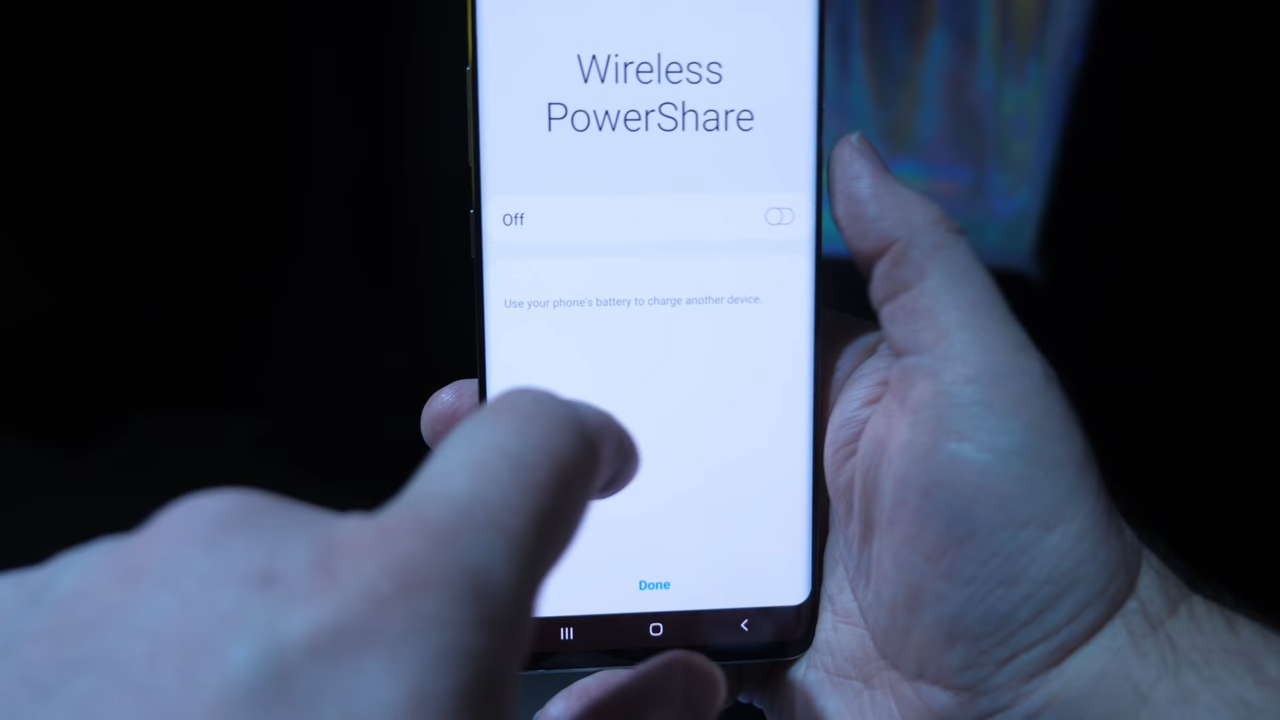 Wireless
PowerShare
Off
Use your phone's battery to charge another device.
Done